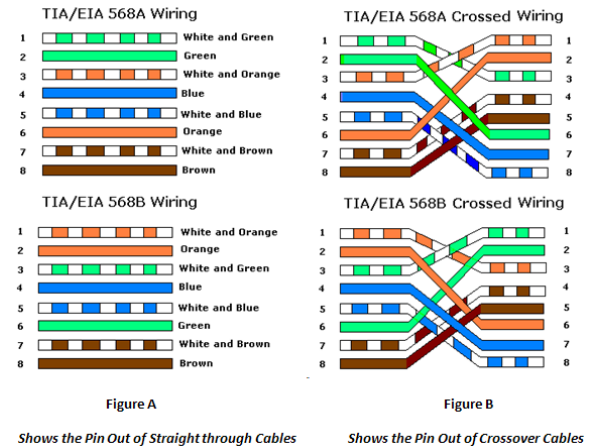 TIA/EIA 568A Wiring
1 White and Green
2 Green
3 White and Orange
4 Blue
5 White and Blue
6 Orange
7 White and Brown
8 Brown
TIA/EIA 568A Crossed Wiring
1 1
2 2
3 3
4 4
5 5
6 6
7 7
8 8
TIA/EIA 568B Wiring
1 White and Orange
2 Orange
3 White and Green
4 Blue
5 White and Blue
6 Green
7 White and Brown
8 Brown
TIA/EIA 568B Crossed Wiring
1 1
2 2
3 3
4 4
5 5
6 6
7 7
8 8
Figure A
Shows the Pin Out of Straight through Cables
Figure B
Shows the Pin Out of Crossover Cables